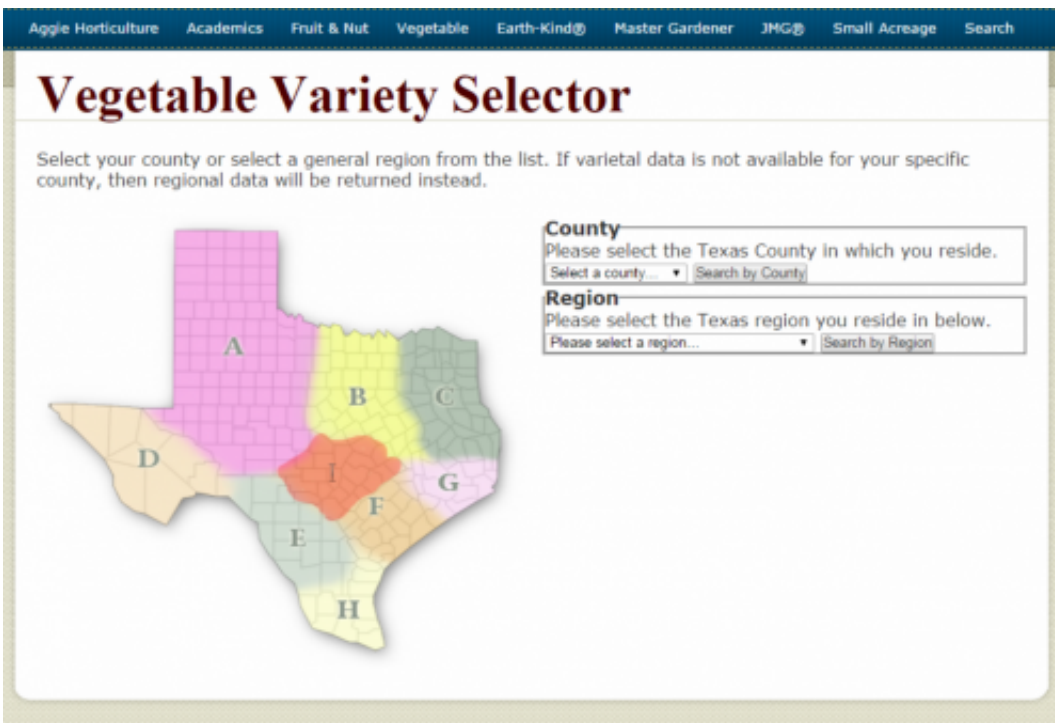 Aggie Horticulture Academics Fruit & Nut Vegetable Earth-Kind® Master Gardener JMG® Small Acreage Search
Vegetable Variety Selector
Select your county or select a general region from the list. If varietal data is not available for your specific
county, then regional data will be returned instead.
County
Please select the Texas County in which you reside.
Select a county... Search by County
Region
Please select the Texas region you reside in below.
Please select a region... Search by Region
A
B
C
D
I
G
F
E
H